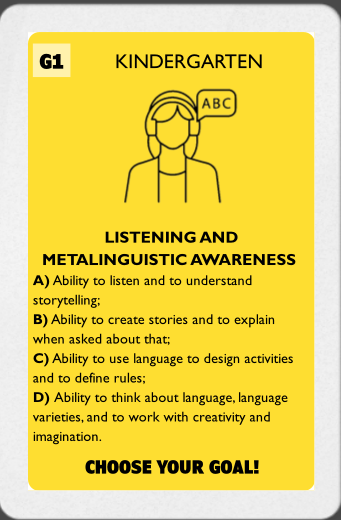 G1
KINDERGARTEN
ABC
LISTENING AND
METALINGUISTIC AWARENESS
A) Ability to listen and to understand
storytelling;
B) Ability to create stories and to explain
when asked about that;
C) Ability to use language to design activities
and to define rules;
D) Ability to think about language, language
varieties, and to work with creativity and
imagination.
CHOOSE YOUR GOAL!